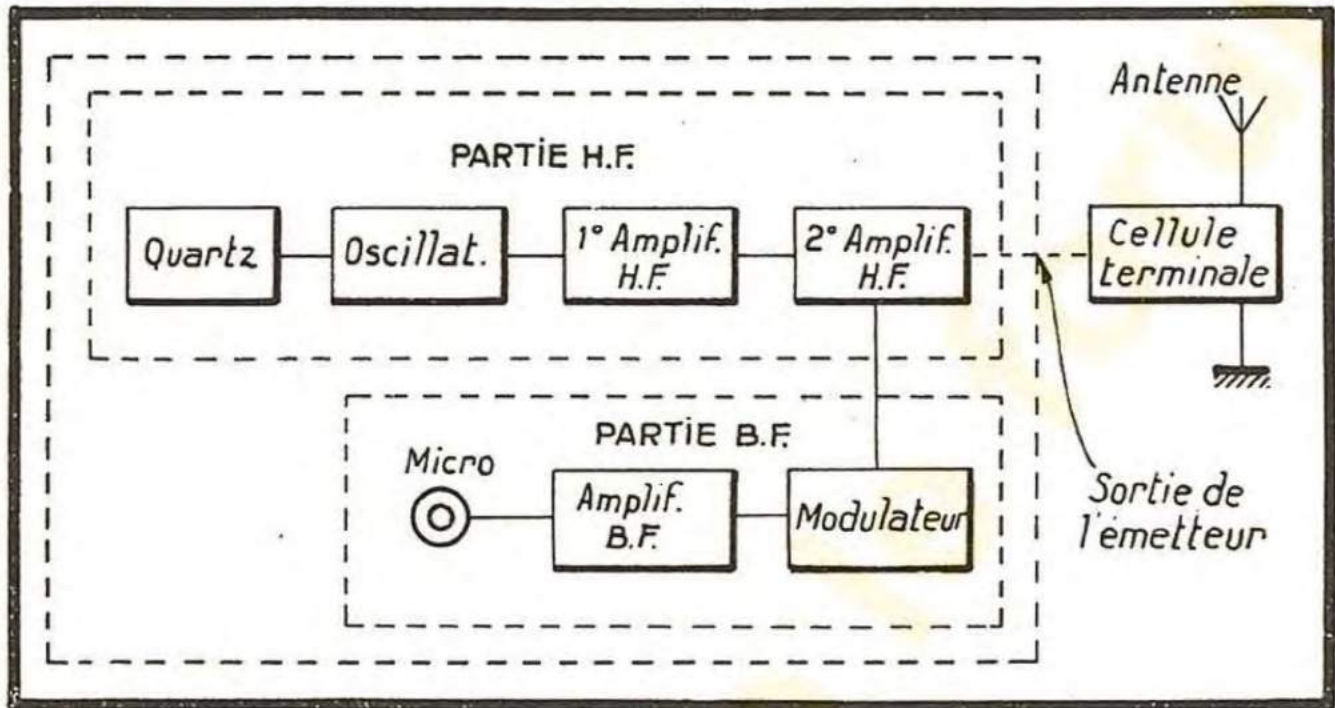 Antenne
PARTIE H.F.
Quartz
Oscillat.
1° Amplif.
H.F.
2° Amplif.
H.F.
Cellule
terminale
PARTIE B.F.
Micro
Amplif.
B.F.
Modulateur
Sortie de
l'émetteur